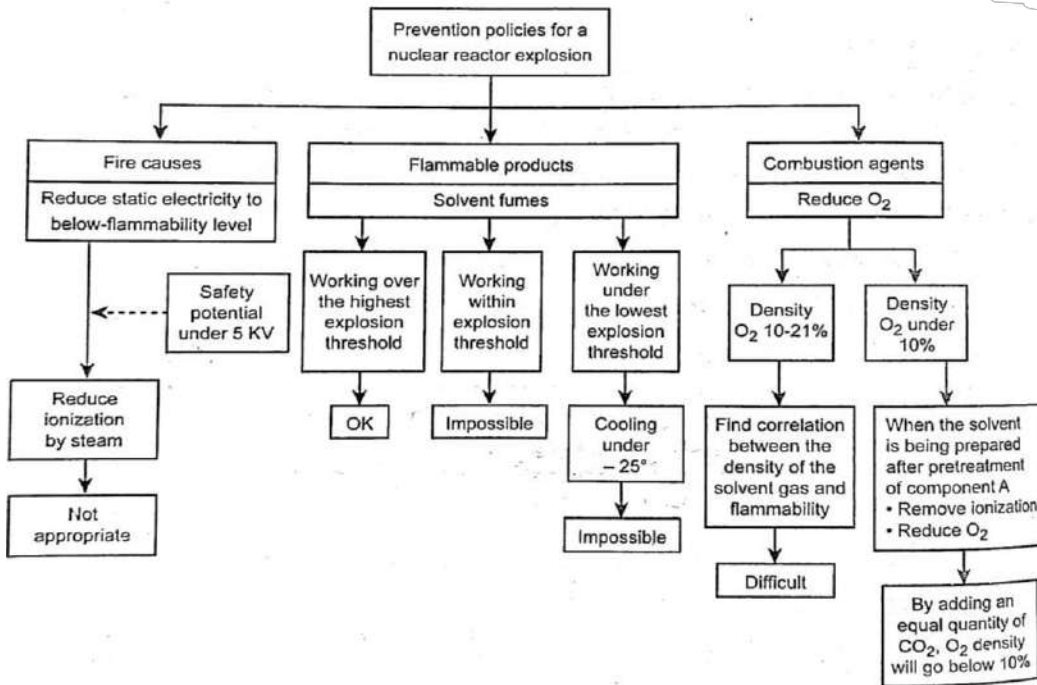 Prevention policies for a
nuclear reactor explosion
Fire causes
Reduce static electricity to
below-flammability level
Safety
potential
under 5 KV
Reduce
ionization
by steam
Not
appropriate
Flammable products
Solvent fumes
Working over
the highest
explosion
threshold
OK
Working
within
explosion
threshold
Impossible
Working
under
the lowest
explosion
threshold
Cooling
under
– 25°
Impossible
Combustion agents
Reduce O₂
Density
O₂ 10-21%
Find correlation
between the
density of the
solvent gas and
flammability
Difficult
Density
O₂ under
10%
When the solvent
is being prepared
after pretreatment
of component A
• Remove ionization
• Reduce O₂
By adding an
equal quantity of
CO₂, O₂ density
will go below 10%